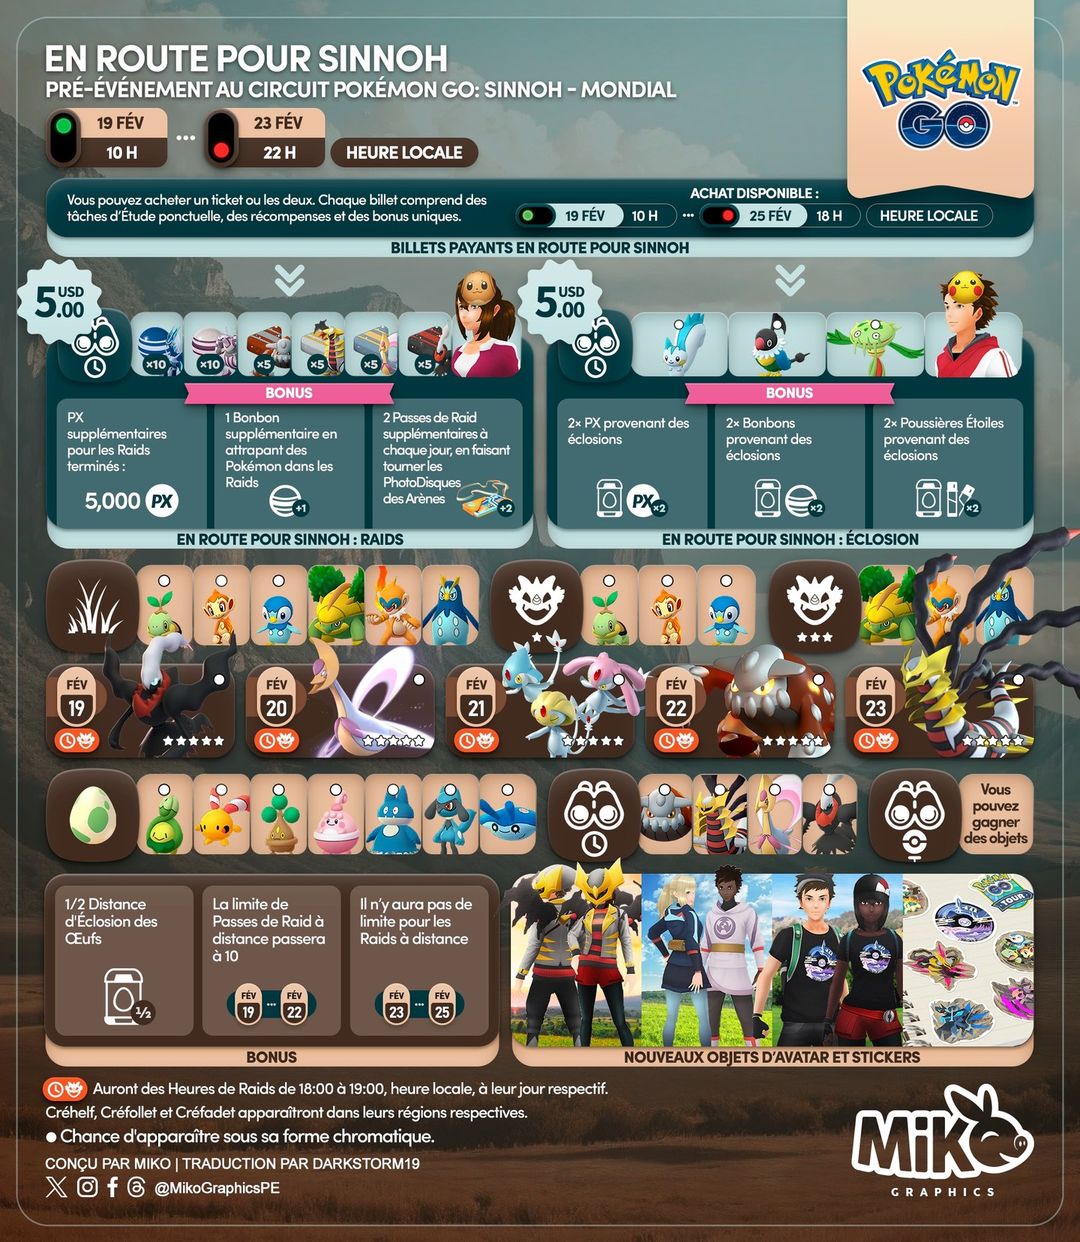 EN ROUTE POUR SINNOH
PRÉ-ÉVÉNEMENT AU CIRCUIT POKÉMON GO: SINNOH - MONDIAL
19 FÉV
10 H
...
23 FÉV
22 H
HEURE LOCALE
POKÉMON
GO
Vous pouvez acheter un ticket ou les deux. Chaque billet comprend des
tâches d'Étude ponctuelle, des récompenses et des bonus uniques.
ACHAT DISPONIBLE :
19 FÉV 10 H ... 25 FÉV 18 H HEURE LOCALE
BILLETS PAYANTS EN ROUTE POUR SINNOH
5 USD
.00
×10 ×10 ×5 ×5 ×5 ×5
BONUS
PX
supplémentaires
pour les Raids
terminés :
5,000 PX
1 Bonbon
supplémentaire en
attrapant des
Pokémon dans les
Raids
+1
2 Passes de Raid
supplémentaires à
chaque jour, en faisant
tourner les
PhotoDisques
des Arènes
+2
EN ROUTE POUR SINNOH : RAIDS
5 USD
.00
BONUS
2× PX provenant des
éclosions
PX ×2
2× Bonbons
provenant des
éclosions
×2
2× Poussières Étoiles
provenant des
éclosions
×2
EN ROUTE POUR SINNOH : ÉCLOSION
FÉV
19
FÉV
20
FÉV
21
FÉV
22
FÉV
23
Vous
pouvez
gagner
des objets
1/2 Distance
d'Éclosion des
Œufs
1/2
La limite de
Passes de Raid à
distance passera
à 10
FÉV
19
...
FÉV
22
Il n'y aura pas de
limite pour les
Raids à distance
FÉV
23
...
FÉV
25
BONUS
POKÉMON
GO
TOUR
NOUVEAUX OBJETS D'AVATAR ET STICKERS
Auront des Heures de Raids de 18:00 à 19:00, heure locale, à leur jour respectif.
Créhelf, Créfollet et Créfadet apparaîtront dans leurs régions respectives.
Chance d'apparaître sous sa forme chromatique.
CONÇU PAR MIKO | TRADUCTION PAR DARKSTORM19
@MikoGraphicsPE
MiKO
GRAPHICS